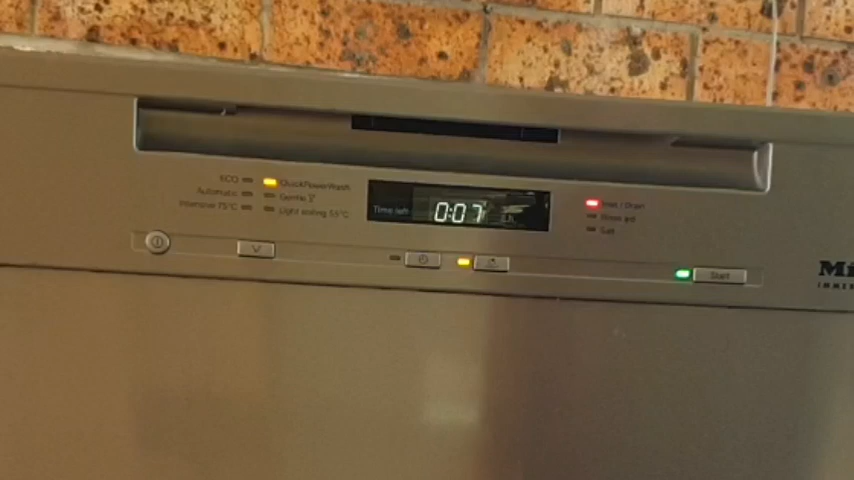 ECO
QuickPowerWash
Automatic
Gentle
Intensive 75°C
Light soiling 55°C
Time left 0:07 h
Inlet / Drain
Rinse aid
Salt
Start
Mi
IMMER